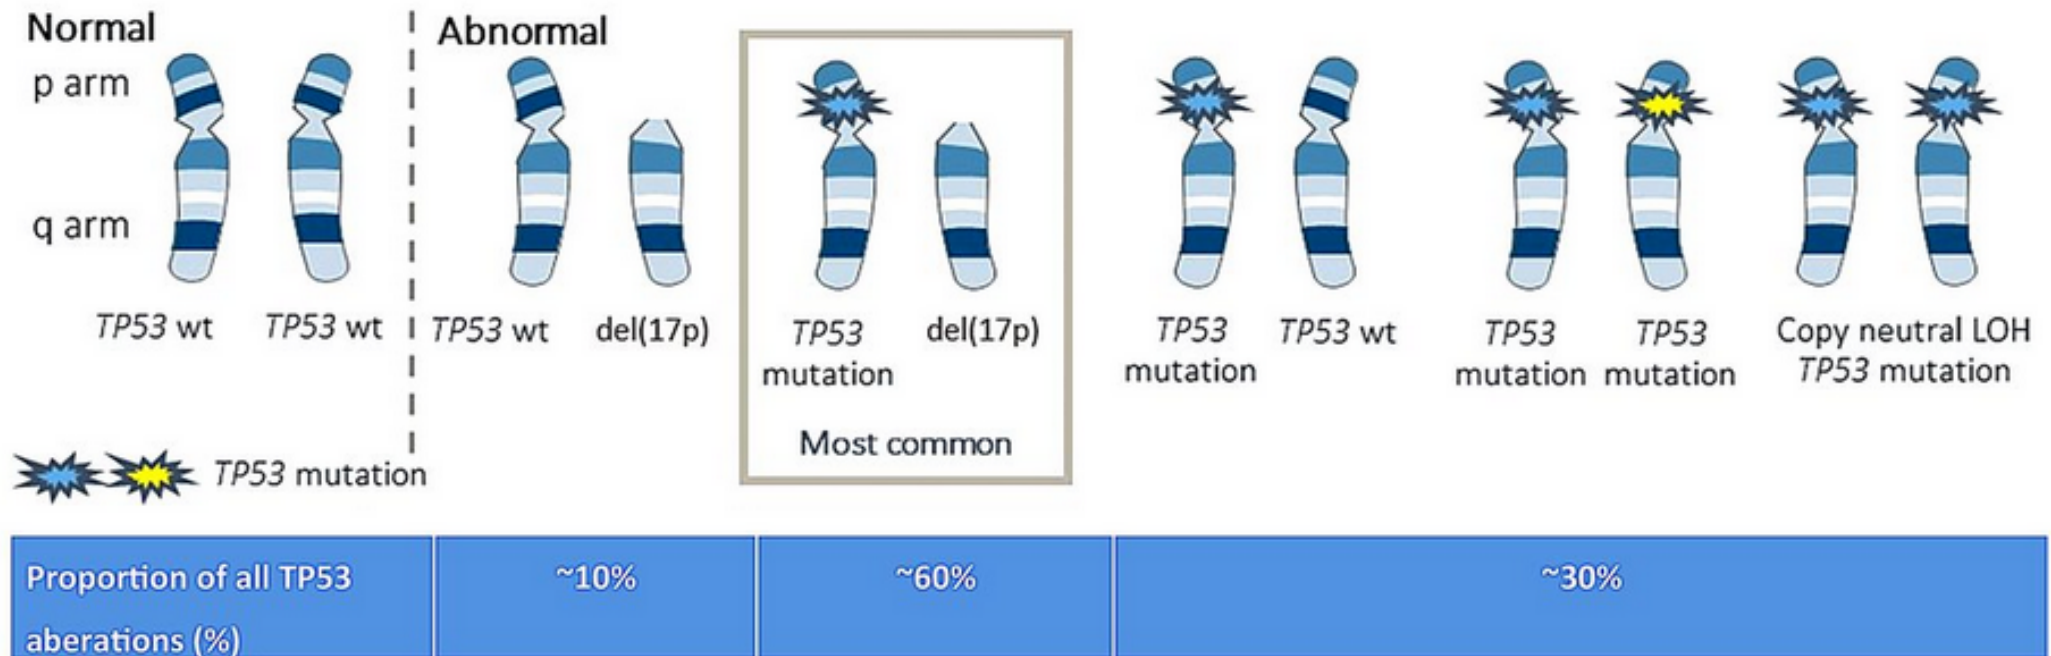 Normal
Abnormal
p arm
q arm
TP53 wt
TP53 wt
TP53 wt
del(17p)
TP53
mutation
del(17p)
Most common
TP53
mutation
TP53 wt
TP53
mutation
TP53
mutation
Copy neutral LOH
TP53 mutation
TP53 mutation
Proportion of all TP53
aberations (%)
~10%
~60%
~30%